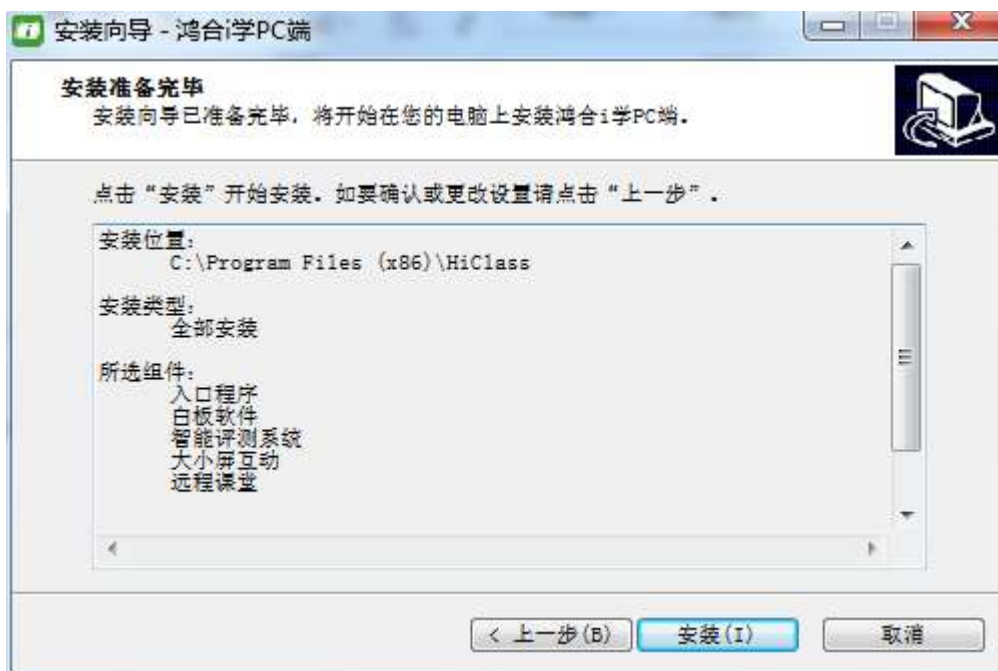 安装向导 - 鸿合i学PC端
安装准备完毕
安装向导已准备完毕，将开始在您的电脑上安装鸿合i学PC端。
点击“安装”开始安装。如要确认或更改设置请点击“上一步”。
安装位置：
C:\Program Files (x86)\HiClass
安装类型：
全部安装
所选组件：
入口程序
白板软件
智能评测系统
大小屏互动
远程课堂
< 上一步(B)
安装(I)
取消